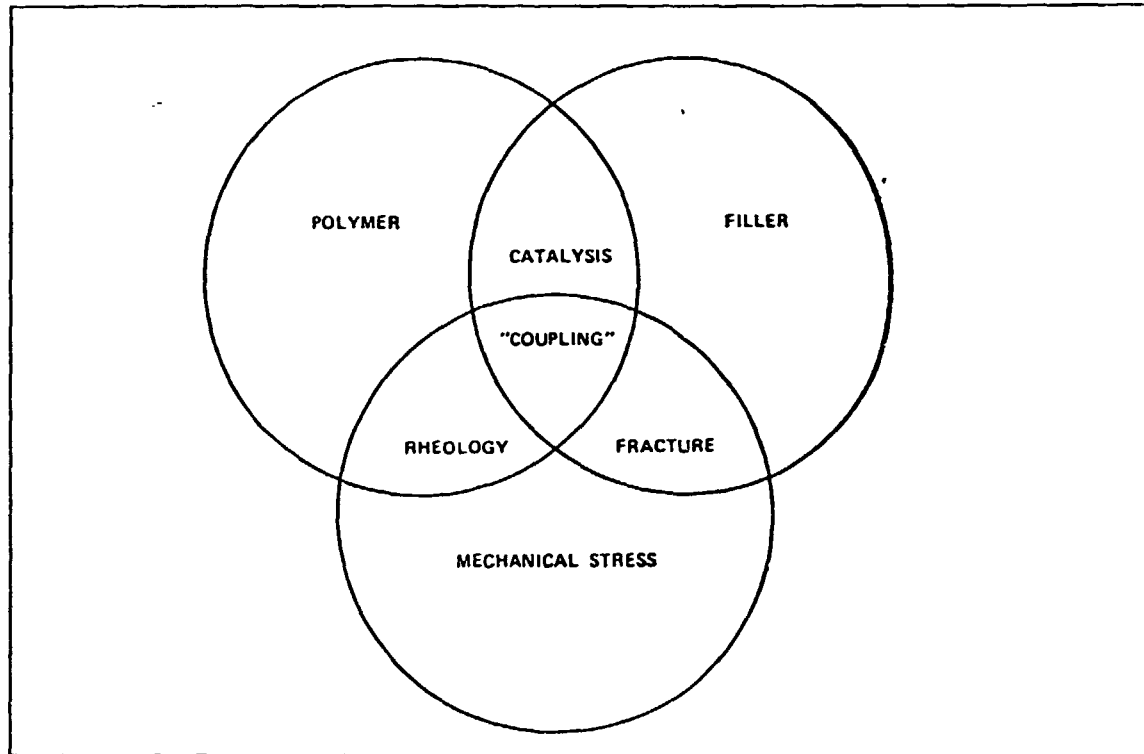 POLYMER
FILLER
CATALYSIS
"COUPLING"
RHEOLOGY
FRACTURE
MECHANICAL STRESS